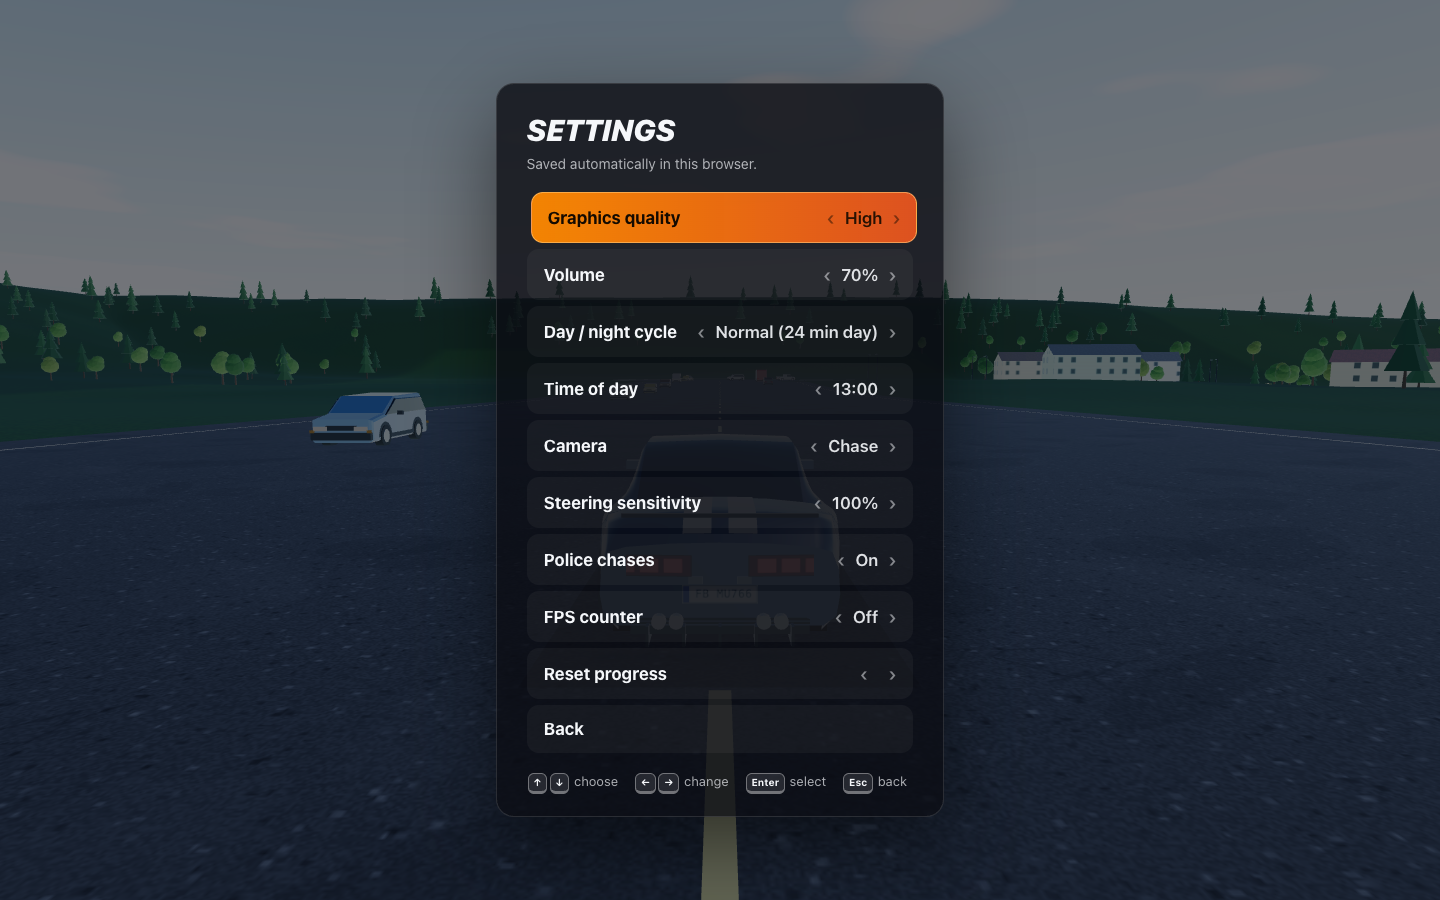 SETTINGS
Saved automatically in this browser.
Graphics quality ‹ High ›
Volume ‹ 70% ›
Day / night cycle ‹ Normal (24 min day) ›
Time of day ‹ 13:00 ›
Camera ‹ Chase ›
Steering sensitivity ‹ 100% ›
Police chases ‹ On ›
FPS counter ‹ Off ›
Reset progress ‹ ›
Back
↑ ↓ choose ← → change Enter select Esc back